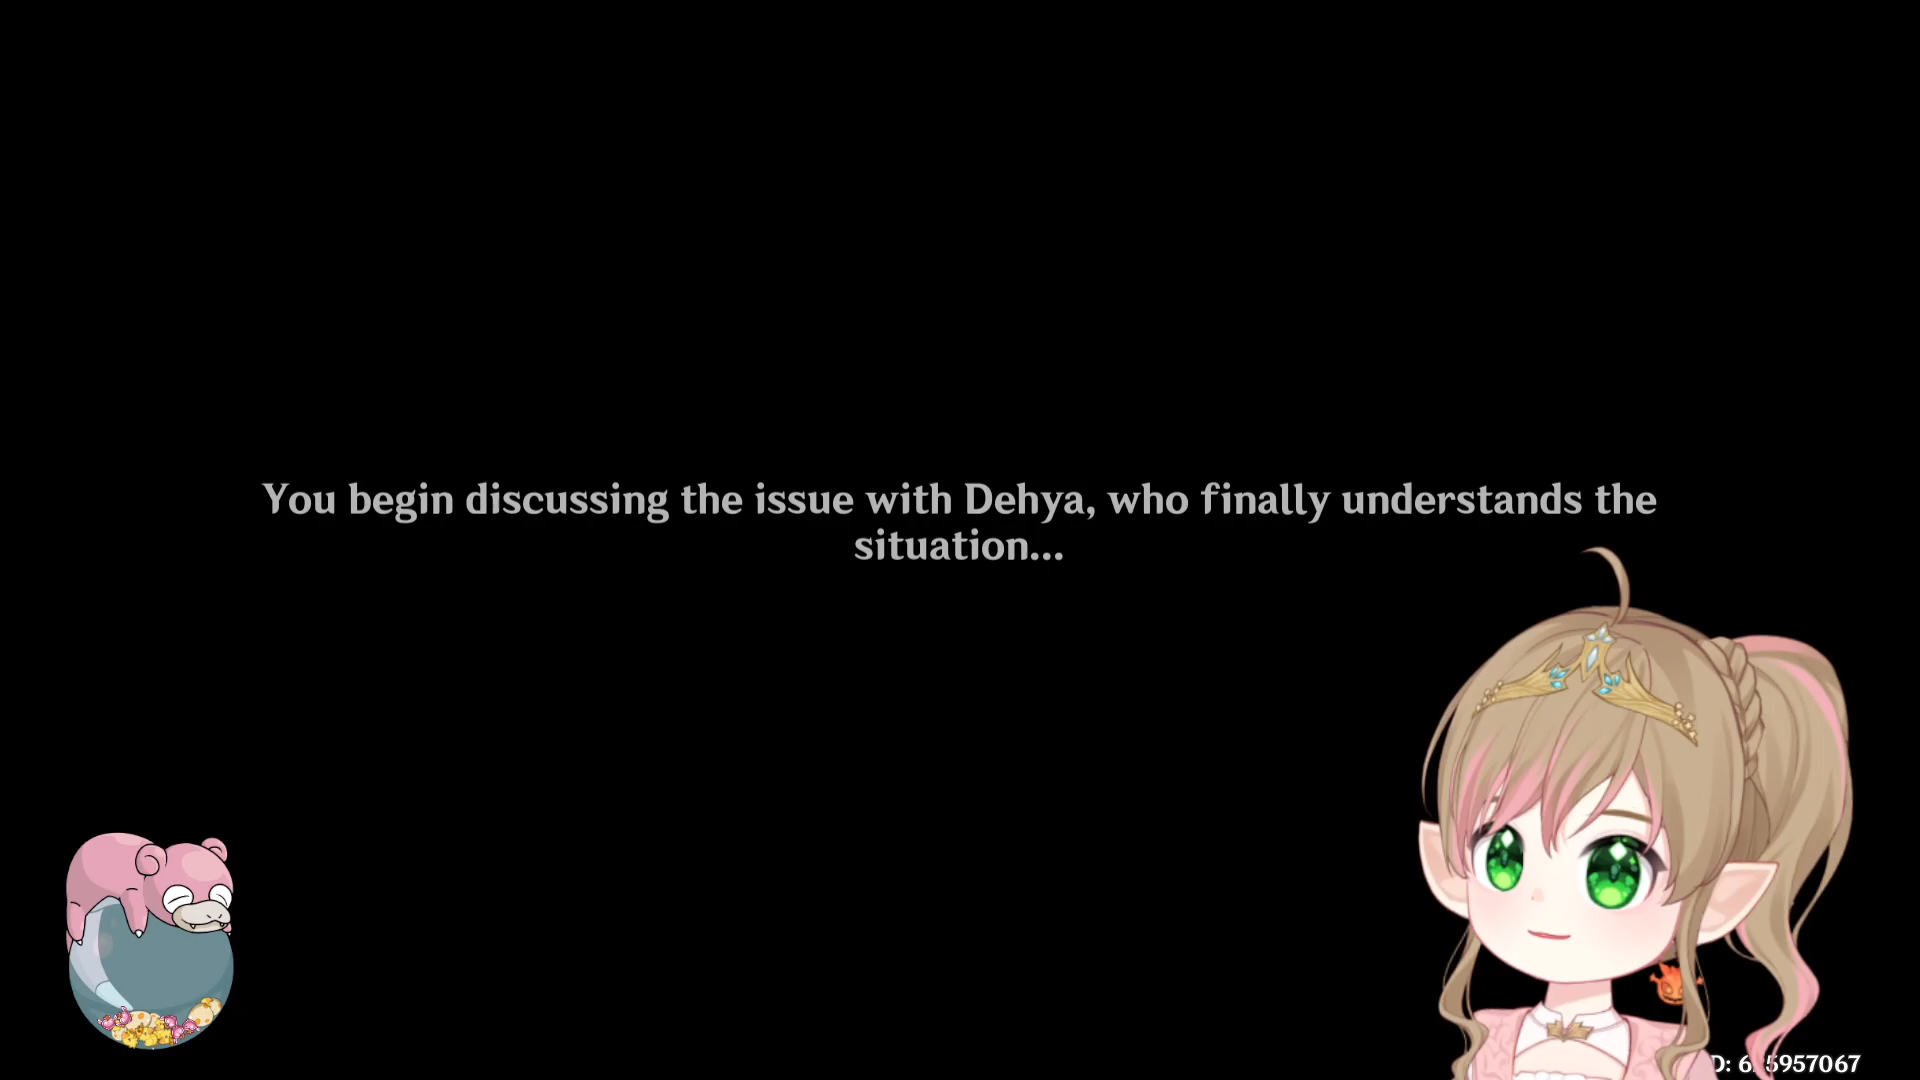 You begin discussing the issue with Dehya, who finally understands the
situation...